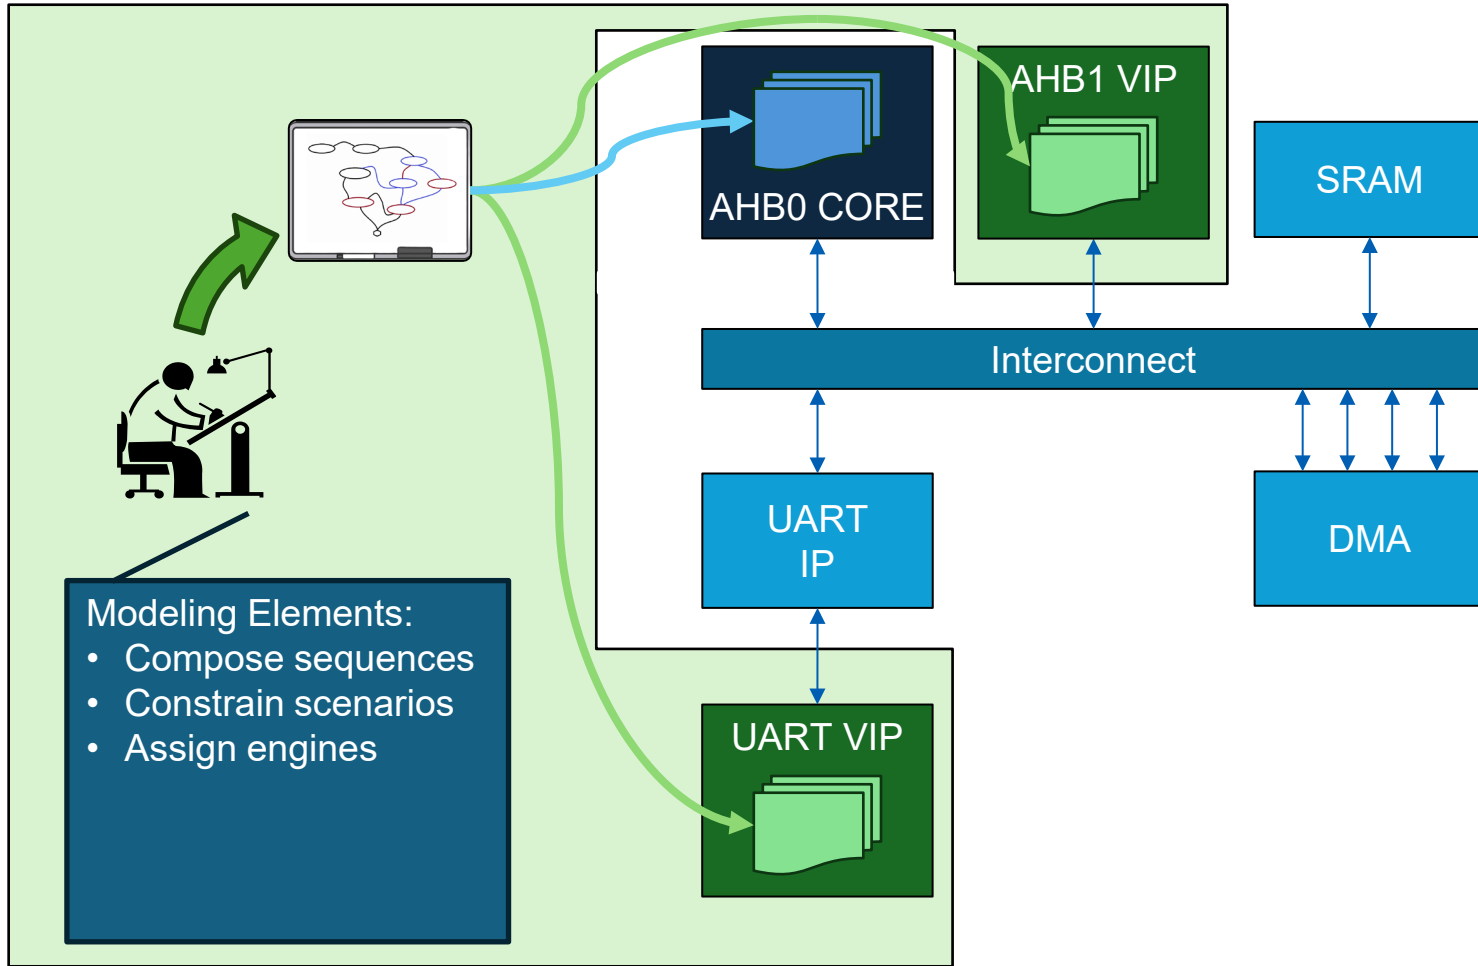 AHB1 VIP
AHB0 CORE
SRAM
Interconnect
UART
IP
DMA
Modeling Elements:
• Compose sequences
• Constrain scenarios
• Assign engines
UART VIP